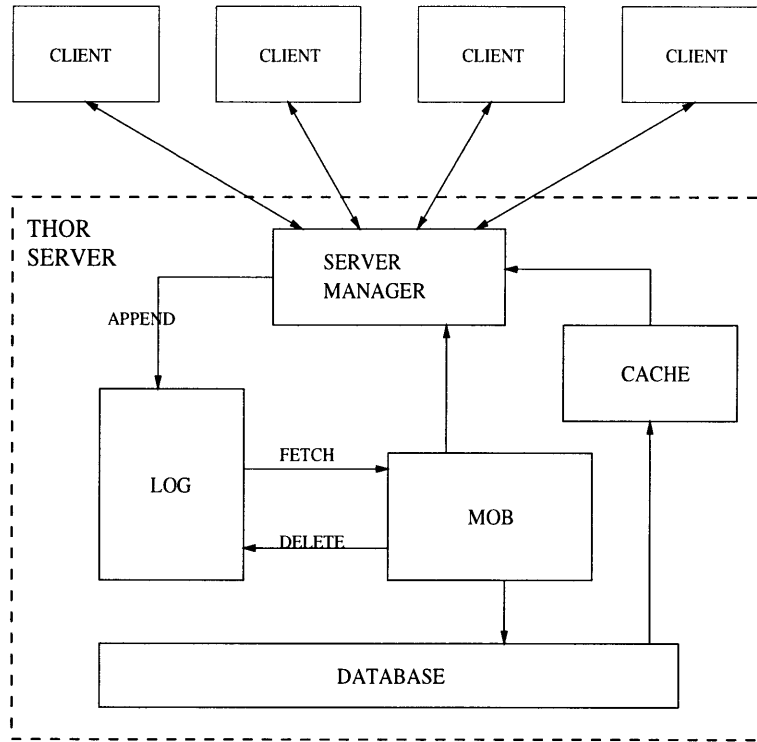 CLIENT
CLIENT
CLIENT
CLIENT
THOR
SERVER
SERVER
MANAGER
APPEND
CACHE
LOG
FETCH
MOB
DELETE
DATABASE